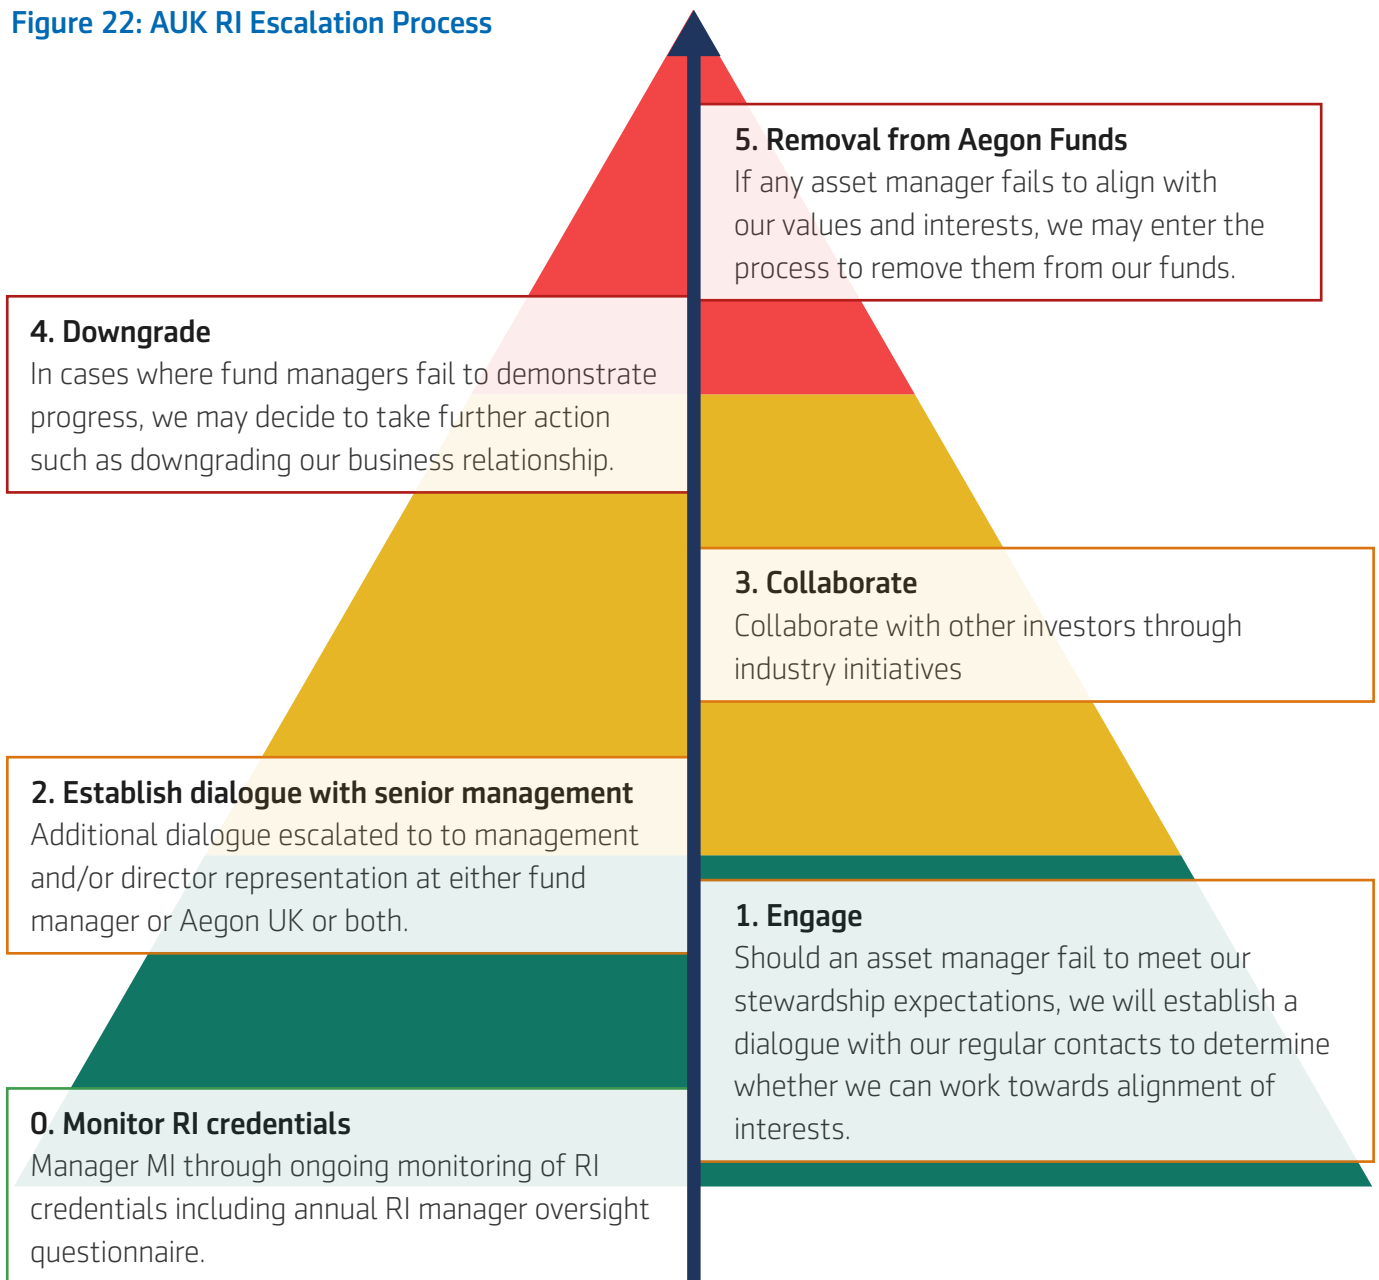 Figure 22: AUK RI Escalation Process
5. Removal from Aegon Funds
If any asset manager fails to align with
our values and interests, we may enter the
process to remove them from our funds.
4. Downgrade
In cases where fund managers fail to demonstrate
progress, we may decide to take further action
such as downgrading our business relationship.
3. Collaborate
Collaborate with other investors through
industry initiatives
2. Establish dialogue with senior management
Additional dialogue escalated to to management
and/or director representation at either fund
manager or Aegon UK or both.
1. Engage
Should an asset manager fail to meet our
stewardship expectations, we will establish a
dialogue with our regular contacts to determine
whether we can work towards alignment of
interests.
0. Monitor RI credentials
Manager MI through ongoing monitoring of RI
credentials including annual RI manager oversight
questionnaire.